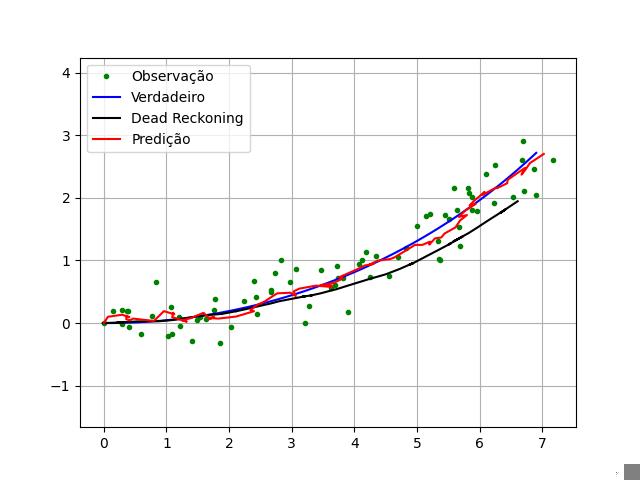 Observação
Verdadeiro
Dead Reckoning
Predição
4
3
2
1
0
−1
0 1 2 3 4 5 6 7